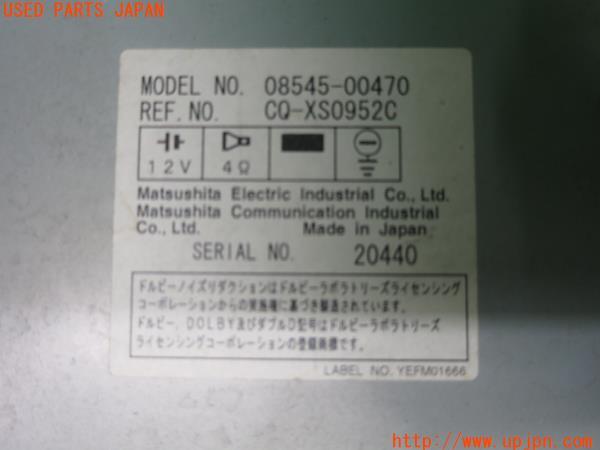 USED PARTS JAPAN
MODEL NO. 08545-00470
REF.NO. CQ-XS0952C
12V 4Ω
Matsushita Electric Industrial Co., Ltd.
Matsushita Communication Industrial
Co., Ltd. Made in Japan
SERIAL NO. 20440
ドルビーノイズリダクションはドルビーラボラトリーズライセンシング
コーポレーションからの実施権に基づき製造されています。
ドルビー、DOLBY及びダブルD記号はドルビーラボラトリーズ
ライセンシングコーポレーションの登録商標です。
LABEL NO. YEFM01666
http://www.upjpn.com/